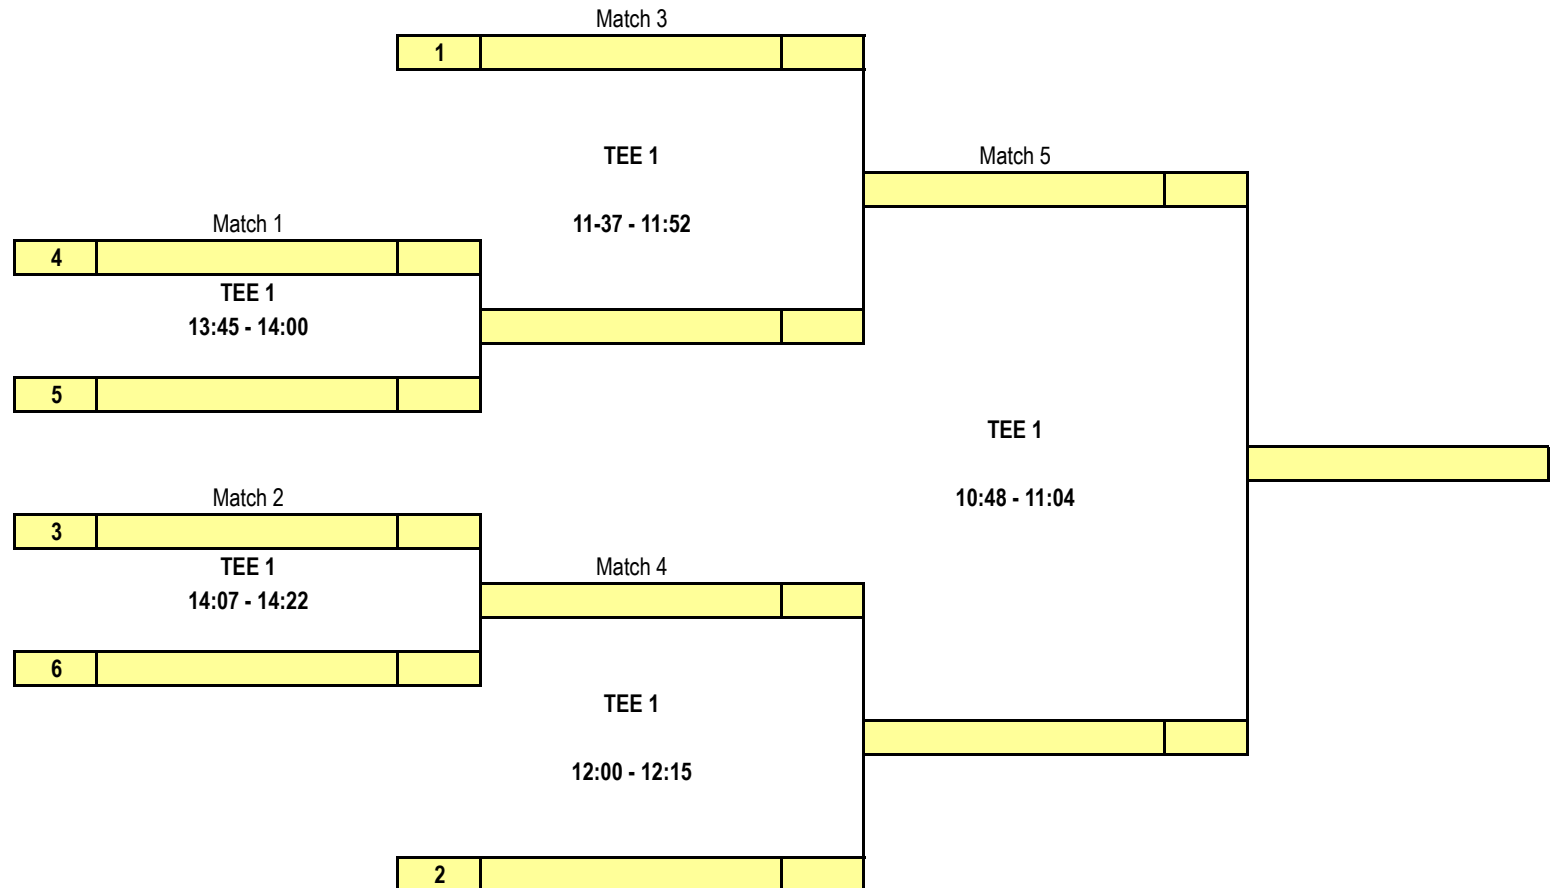 Match 3
1
TEE 1
Match 5
Match 1
11-37 - 11:52
4
TEE 1
13:45 - 14:00
5
TEE 1
Match 2
10:48 - 11:04
3
TEE 1
Match 4
14:07 - 14:22
6
TEE 1
12:00 - 12:15
2